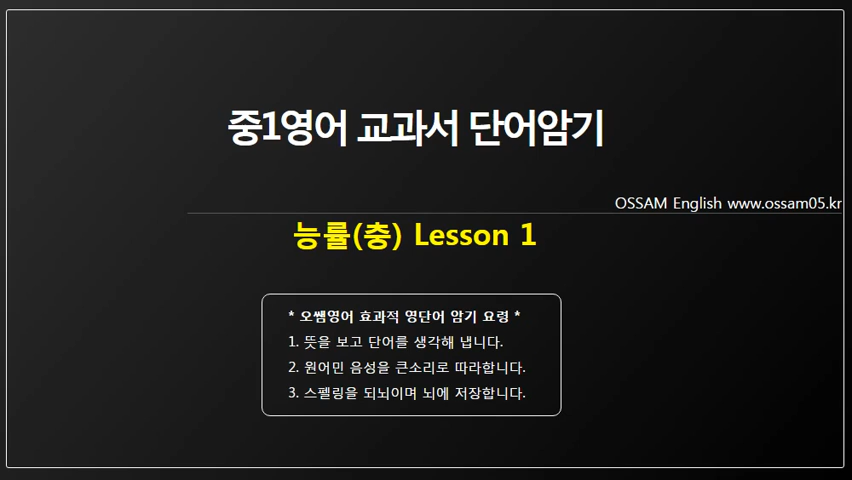 중1영어 교과서 단어암기
OSSAM English www.ossam05.kr
능률(층) Lesson 1
* 오쌤영어 효과적 영단어 암기 요령 *
1. 뜻을 보고 단어를 생각해 냅니다.
2. 원어민 음성을 큰소리로 따라합니다.
3. 스펠링을 되뇌이며 뇌에 저장합니다.